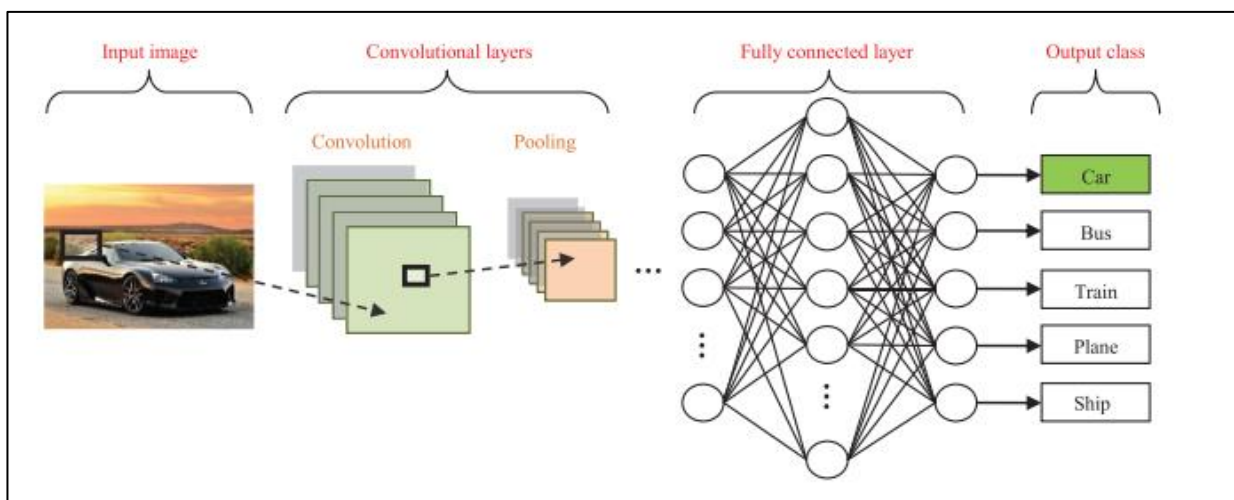 Input image
Convolutional layers
Fully connected layer
Output class
Convolution
Pooling
Car
Bus
Train
Plane
Ship